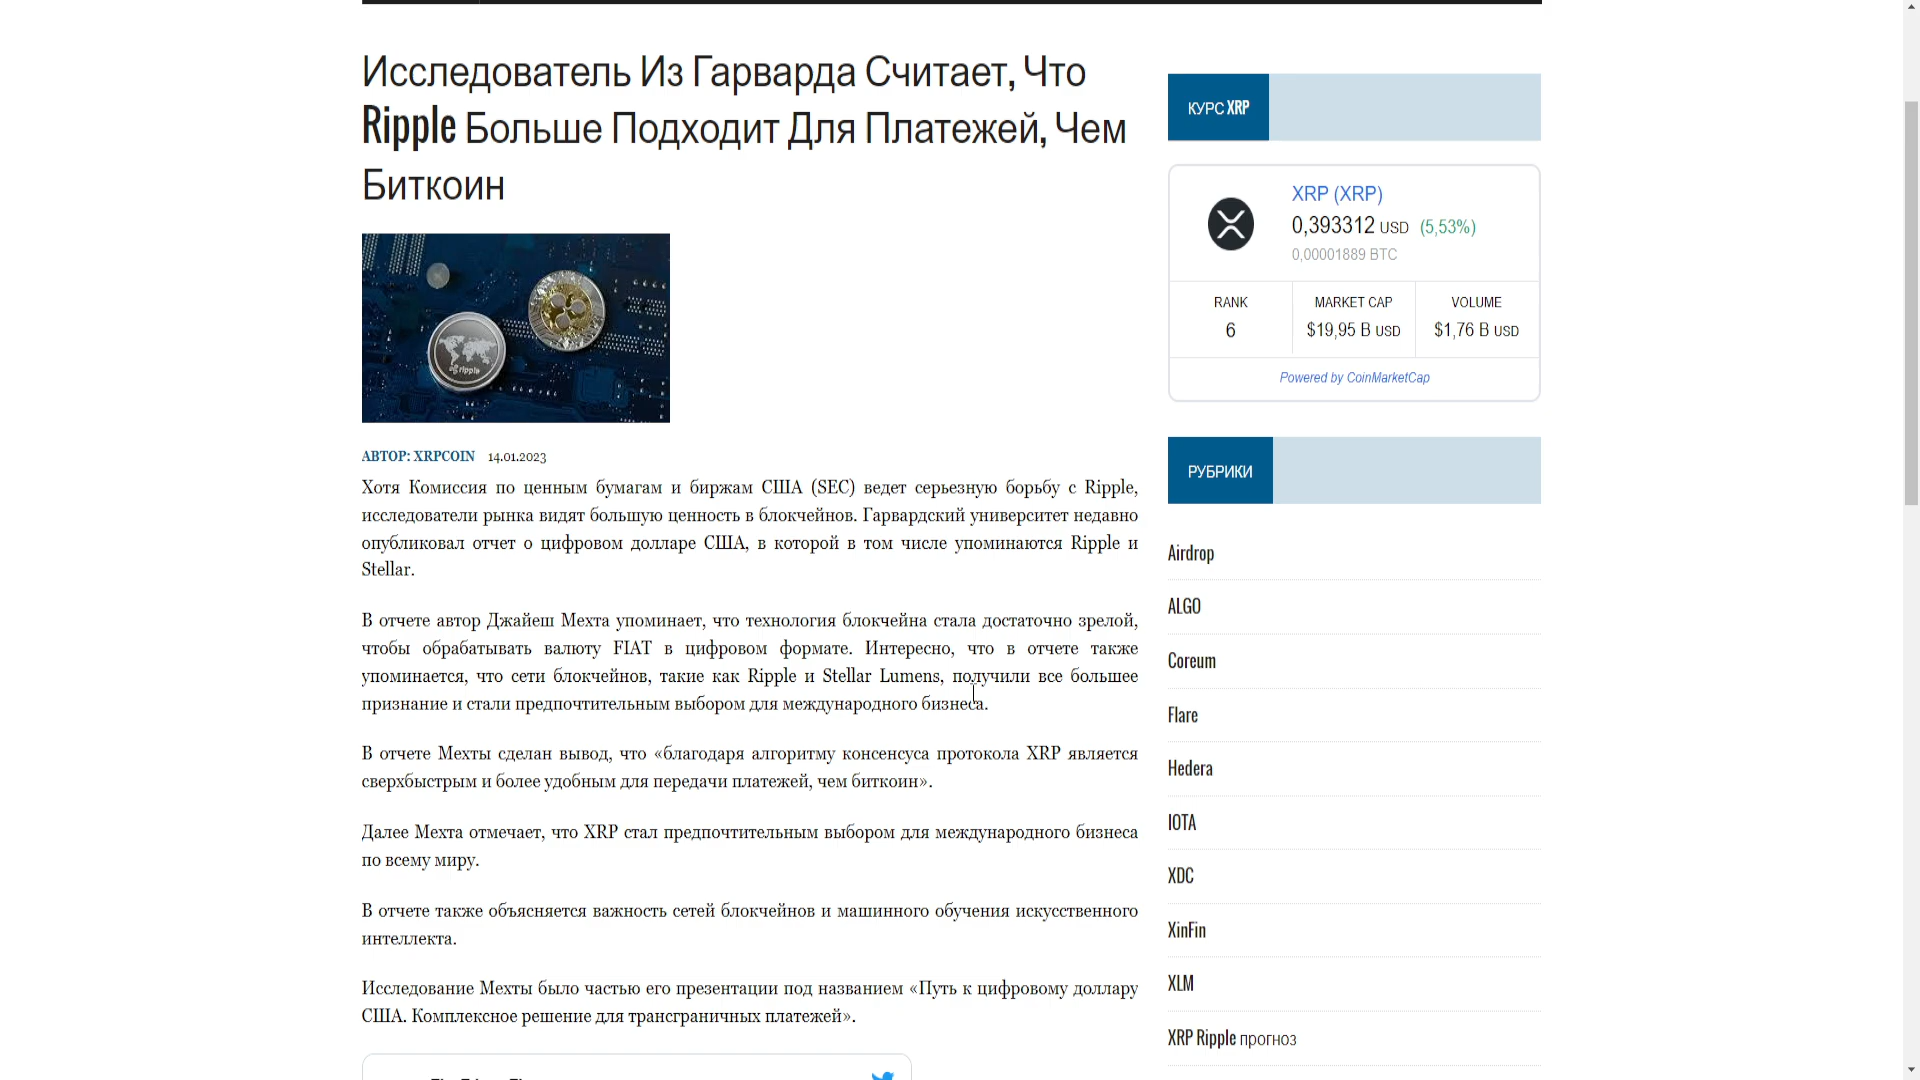 Исследователь Из Гарварда Считает, Что
Ripple Больше Подходит Для Платежей, Чем
Биткоин
ripple
АВТОР: XRPCOIN 14.01.2023
Хотя Комиссия по ценным бумагам и биржам США (SEC) ведет серьезную борьбу с Ripple,
исследователи рынка видят большую ценность в блокчейнов. Гарвардский университет недавно
опубликовал отчет о цифровом долларе США, в которой в том числе упоминаются Ripple и
Stellar.
В отчете автор Джайеш Мехта упоминает, что технология блокчейна стала достаточно зрелой,
чтобы обрабатывать валюту FIAT в цифровом формате. Интересно, что в отчете также
упоминается, что сети блокчейнов, такие как Ripple и Stellar Lumens, получили все большее
признание и стали предпочтительным выбором для международного бизнеса.
В отчете Мехты сделан вывод, что «благодаря алгоритму консенсуса протокола XRP является
сверхбыстрым и более удобным для передачи платежей, чем биткоин».
Далее Мехта отмечает, что XRP стал предпочтительным выбором для международного бизнеса
по всему миру.
В отчете также объясняется важность сетей блокчейнов и машинного обучения искусственного
интеллекта.
Исследование Мехты было частью его презентации под названием «Путь к цифровому доллару
США. Комплексное решение для трансграничных платежей».
КУРС XRP
XRP (XRP)
0,393312 USD (5,53%)
0,00001889 BTC
RANK MARKET CAP VOLUME
6 $19,95 B USD $1,76 B USD
Powered by CoinMarketCap
РУБРИКИ
Airdrop
ALGO
Coreum
Flare
Hedera
IOTA
XDC
XinFin
XLM
XRP Ripple прогноз